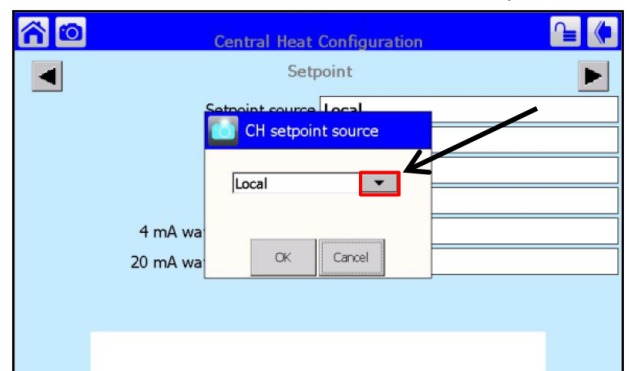 Central Heat Configuration
Setpoint
Setpoint source Local
CH setpoint source
Local
4 mA wa
20 mA wa
OK Cancel